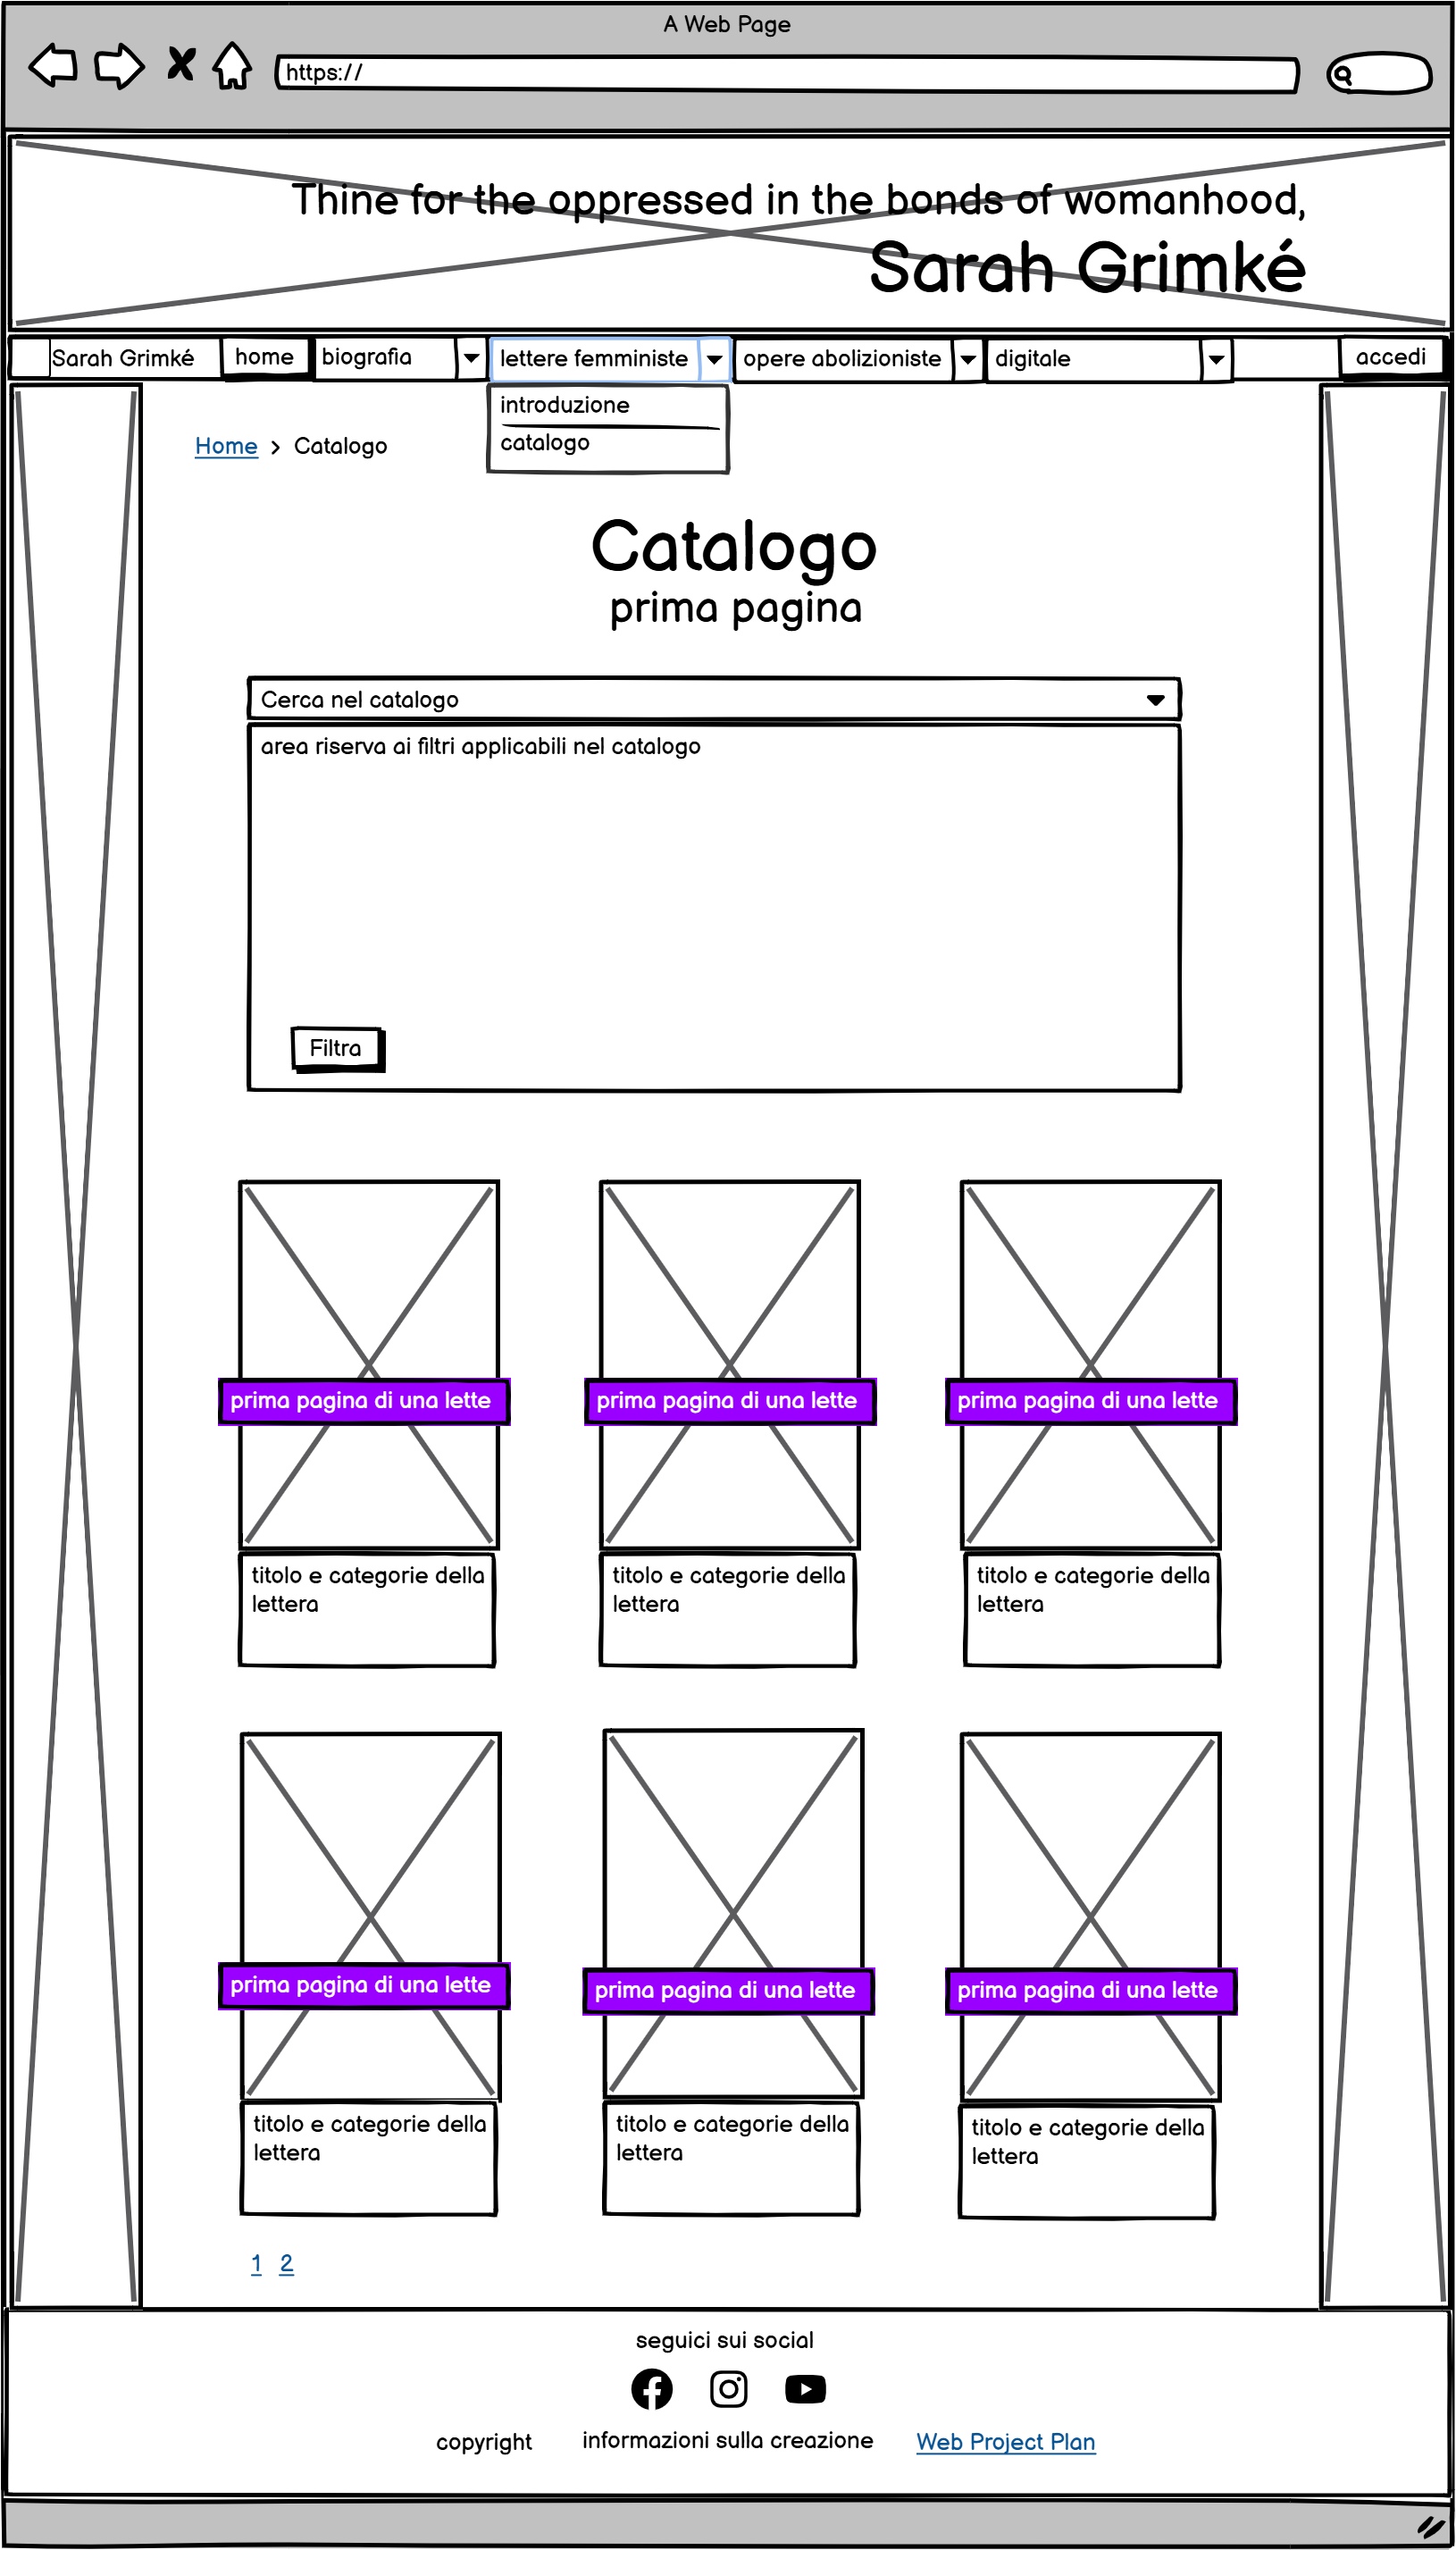 A Web Page
https://
Thine for the oppressed in the bonds of womanhood,
Sarah Grimké
Sarah Grimké home biografia lettere femministe opere abolizioniste digitale accedi
introduzione
catalogo
Home > Catalogo
Catalogo
prima pagina
Cerca nel catalogo
area riserva ai filtri applicabili nel catalogo
Filtra
prima pagina di una lette prima pagina di una lette prima pagina di una lette
titolo e categorie della titolo e categorie della titolo e categorie della
lettera lettera lettera
prima pagina di una lette prima pagina di una lette prima pagina di una lette
titolo e categorie della titolo e categorie della titolo e categorie della
lettera lettera lettera
1 2
seguici sui social
copyright informazioni sulla creazione Web Project Plan